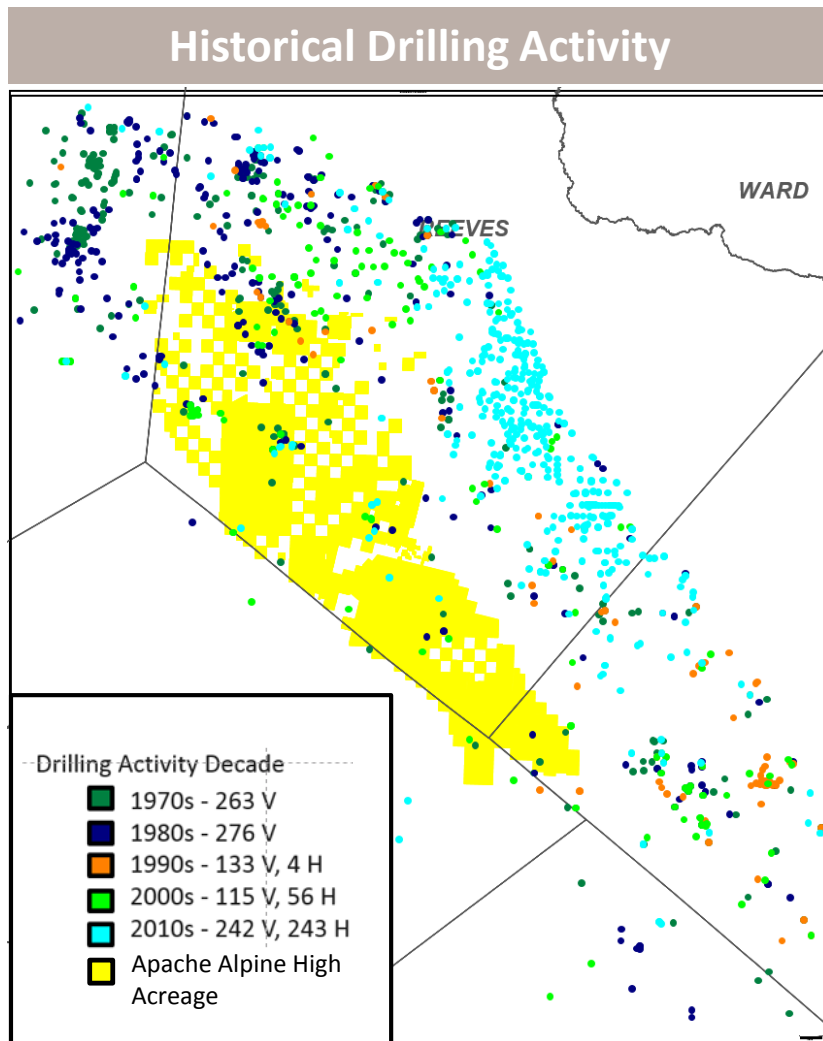 Historical Drilling Activity
WARD
REEVES
Drilling Activity Decade
1970s - 263 V
1980s - 276 V
1990s - 133 V, 4 H
2000s - 115 V, 56 H
2010s - 242 V, 243 H
Apache Alpine High
Acreage